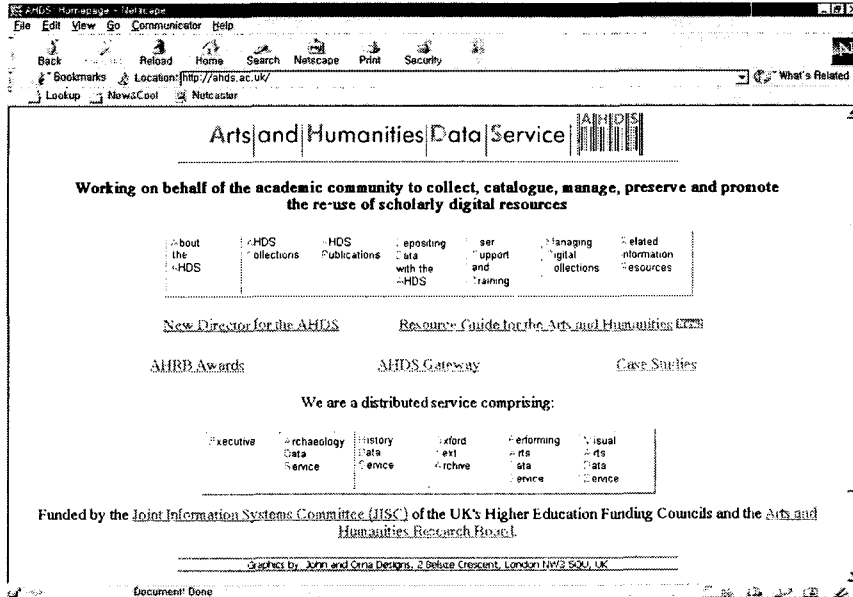 AHDS Homepage - Netscape
File Edit View Go Communicator Help
Back Reload Home Search Netscape Print Security
Bookmarks Location: http://ahds.ac.uk/ What's Related
Lookup New&Cool Netcaster
Arts and Humanities Data Service AHDS
Working on behalf of the academic community to collect, catalogue, manage, preserve and promote
the re-use of scholarly digital resources
About the AHDS
AHDS Collections
AHDS Publications
Depositing Data with the AHDS
User Support and Training
Managing Digital Collections
Related Information Resources
New Director for the AHDS Resource Guide for the Arts and Humanities
AHRB Awards AHDS Gateway Case Studies
We are a distributed service comprising:
Executive
Archaeology Data Service
History Data Service
Oxford Text Archive
Performing Arts Data Service
Visual Arts Data Service
Funded by the Joint Information Systems Committee (JISC) of the UK's Higher Education Funding Councils and the Arts and
Humanities Research Board.
Graphics by John and Orna Designs, 2 Belsize Crescent, London NW3 5QU, UK
Document: Done